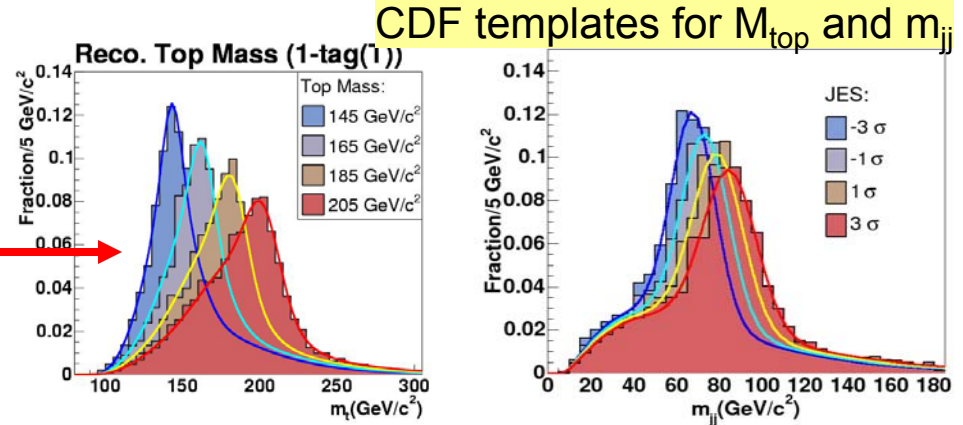 CDF templates for M_top and m_jj
Reco. Top Mass (1-tag(T))
Fraction/5 GeV/c²
0.14
0.12
0.1
0.08
0.06
0.04
0.02
0
100 150 200 250 300
m_t(GeV/c²)
Top Mass:
145 GeV/c²
165 GeV/c²
185 GeV/c²
205 GeV/c²
Fraction/5 GeV/c²
0.14
0.12
0.1
0.08
0.06
0.04
0.02
0
0 20 40 60 80 100 120 140 160 180
m_jj(GeV/c²)
JES:
-3 σ
-1 σ
1 σ
3 σ